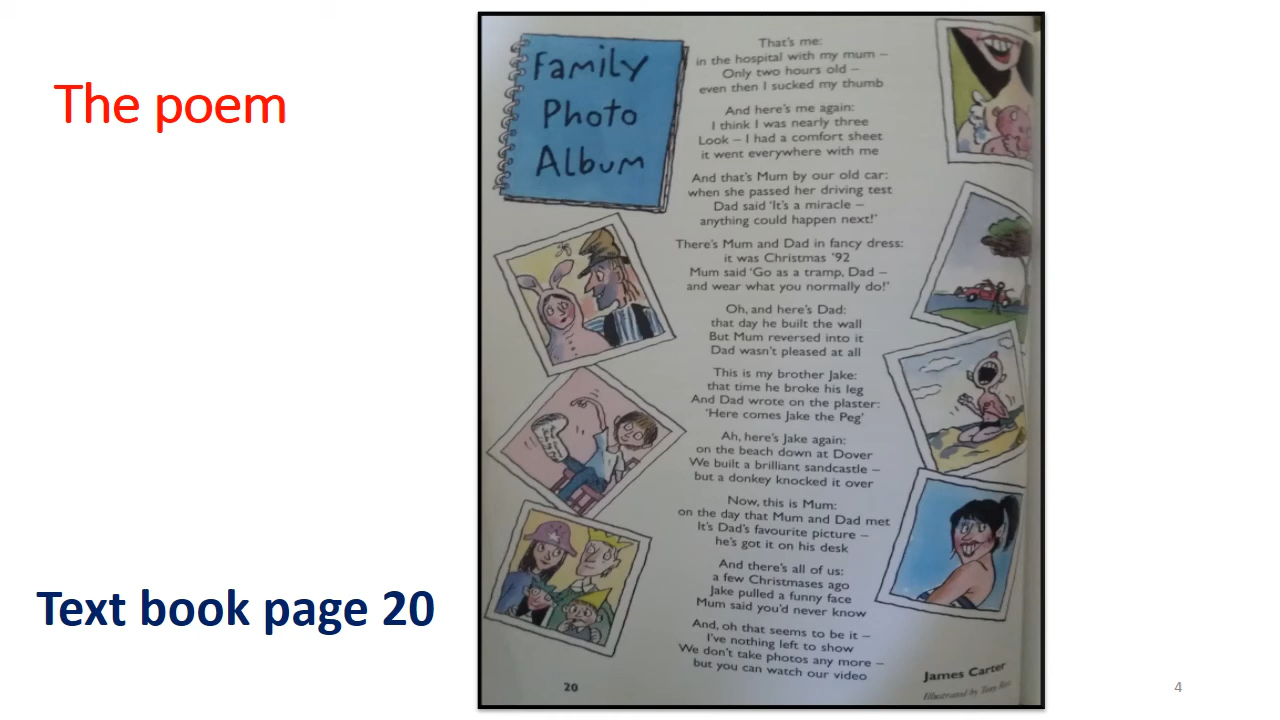 The poem
Text book page 20
Family
Photo
Album
That's me:
in the hospital with my mum –
Only two hours old –
even then I sucked my thumb
And here's me again:
I think I was nearly three
Look – I had a comfort sheet
it went everywhere with me
And that's Mum by our old car:
when she passed her driving test
Dad said 'It's a miracle –
anything could happen next!'
There's Mum and Dad in fancy dress:
it was Christmas '92
Mum said 'Go as a tramp, Dad –
and wear what you normally do!'
Oh, and here's Dad:
that day he built the wall
But Mum reversed into it
Dad wasn't pleased at all
This is my brother Jake:
that time he broke his leg
And Dad wrote on the plaster:
'Here comes Jake the Peg'
Ah, here's Jake again:
on the beach down at Dover
We built a brilliant sandcastle –
but a donkey knocked it over
Now, this is Mum:
on the day that Mum and Dad met
It's Dad's favourite picture –
he's got it on his desk
And there's all of us:
a few Christmases ago
Jake pulled a funny face
Mum said you'd never know
And, oh that seems to be it –
I've nothing left to show
We don't take photos any more –
but you can watch our video
James Carter
Illustrated by Tony
20
4